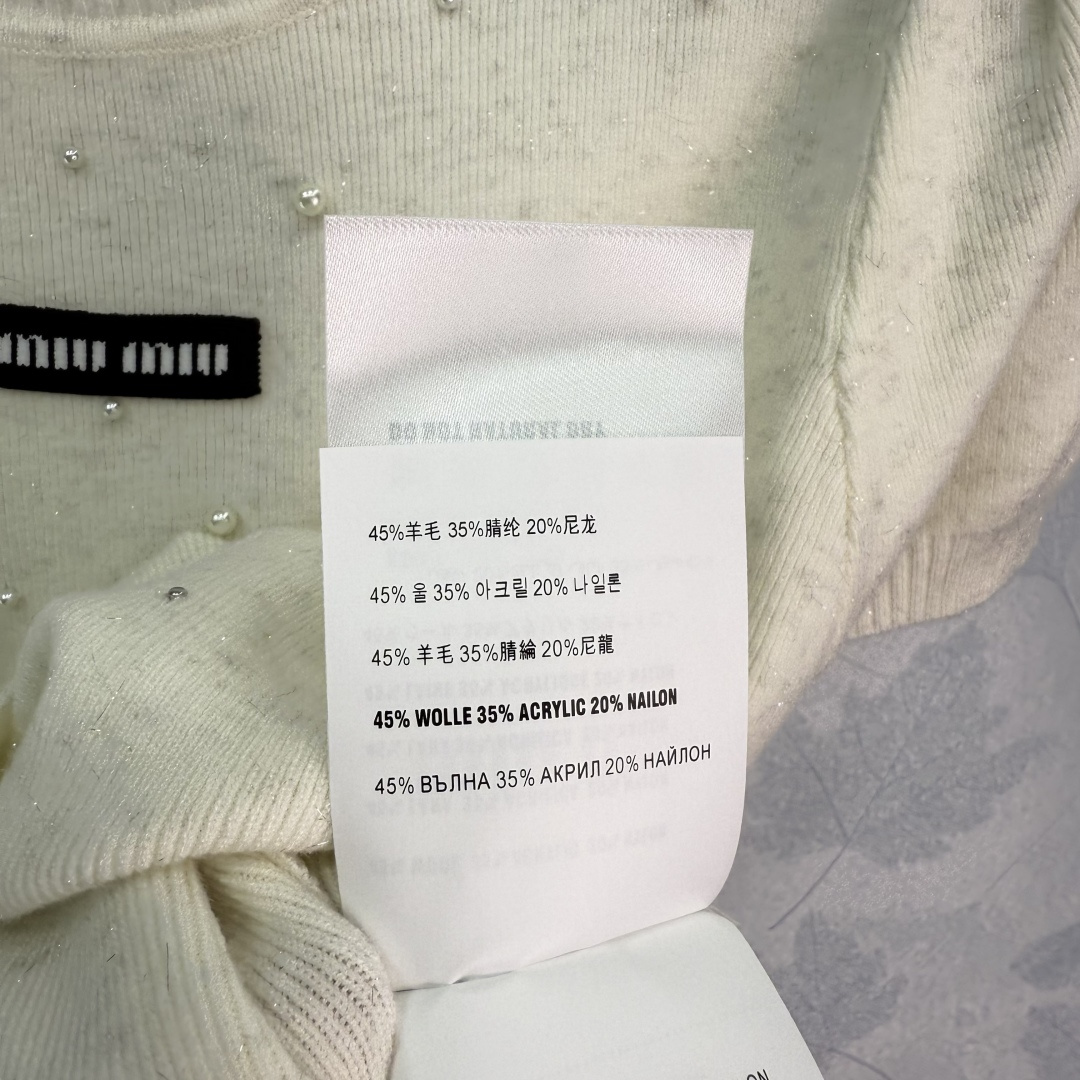 miu miu
45%羊毛 35%腈纶 20%尼龙
45% 울 35% 아크릴 20% 나일론
45% 羊毛 35%腈綸 20%尼龍
45% WOLLE 35% ACRYLIC 20% NAILON
45% ВЪЛНА 35% АКРИЛ 20% НАЙЛОН
ON